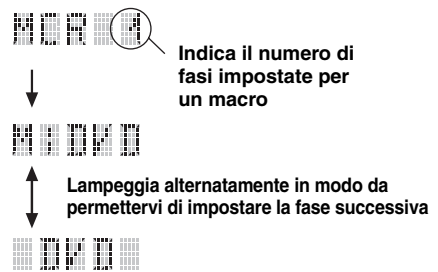 MCR 1
Indica il numero di
fasi impostate per
un macro
M:DVD
Lampeggia alternatamente in modo da
permettervi di impostare la fase successiva
DVD